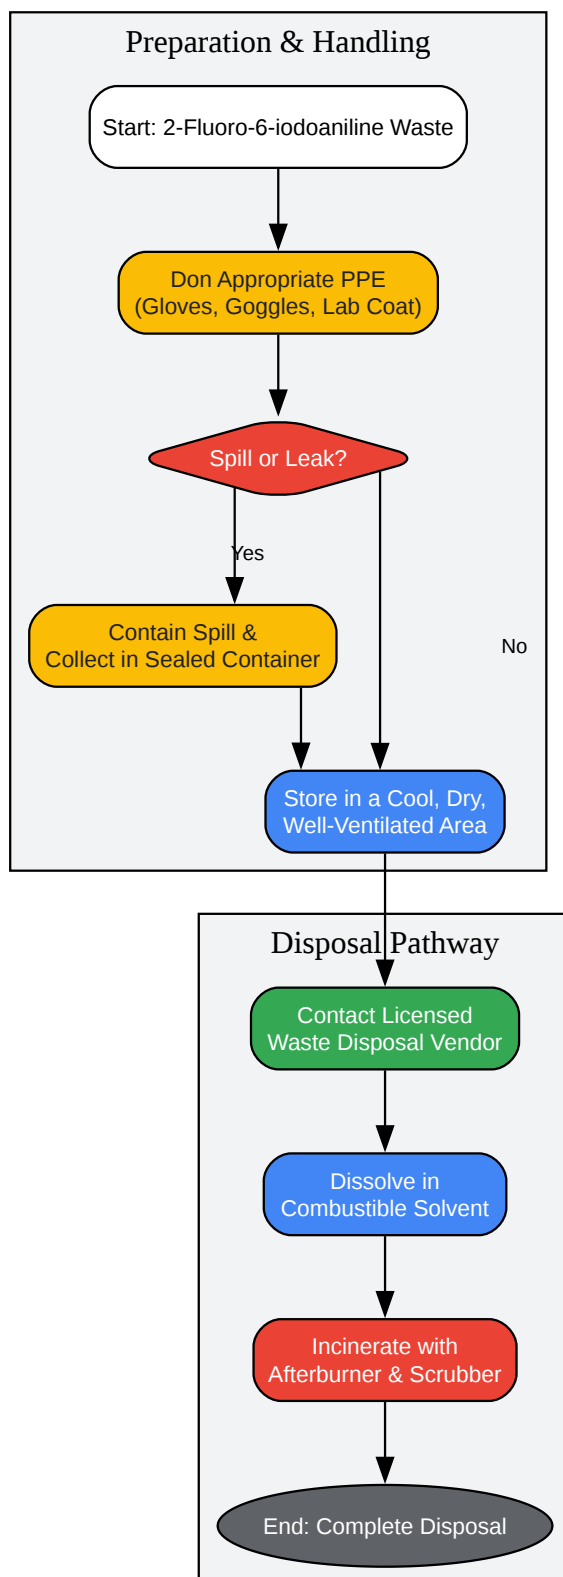 Preparation & Handling
Start: 2-Fluoro-6-iodoaniline Waste
Don Appropriate PPE
(Gloves, Goggles, Lab Coat)
Spill or Leak?
Yes
Contain Spill &
Collect in Sealed Container
No
Store in a Cool, Dry,
Well-Ventilated Area
Disposal Pathway
Contact Licensed
Waste Disposal Vendor
Dissolve in
Combustible Solvent
Incinerate with
Afterburner & Scrubber
End: Complete Disposal